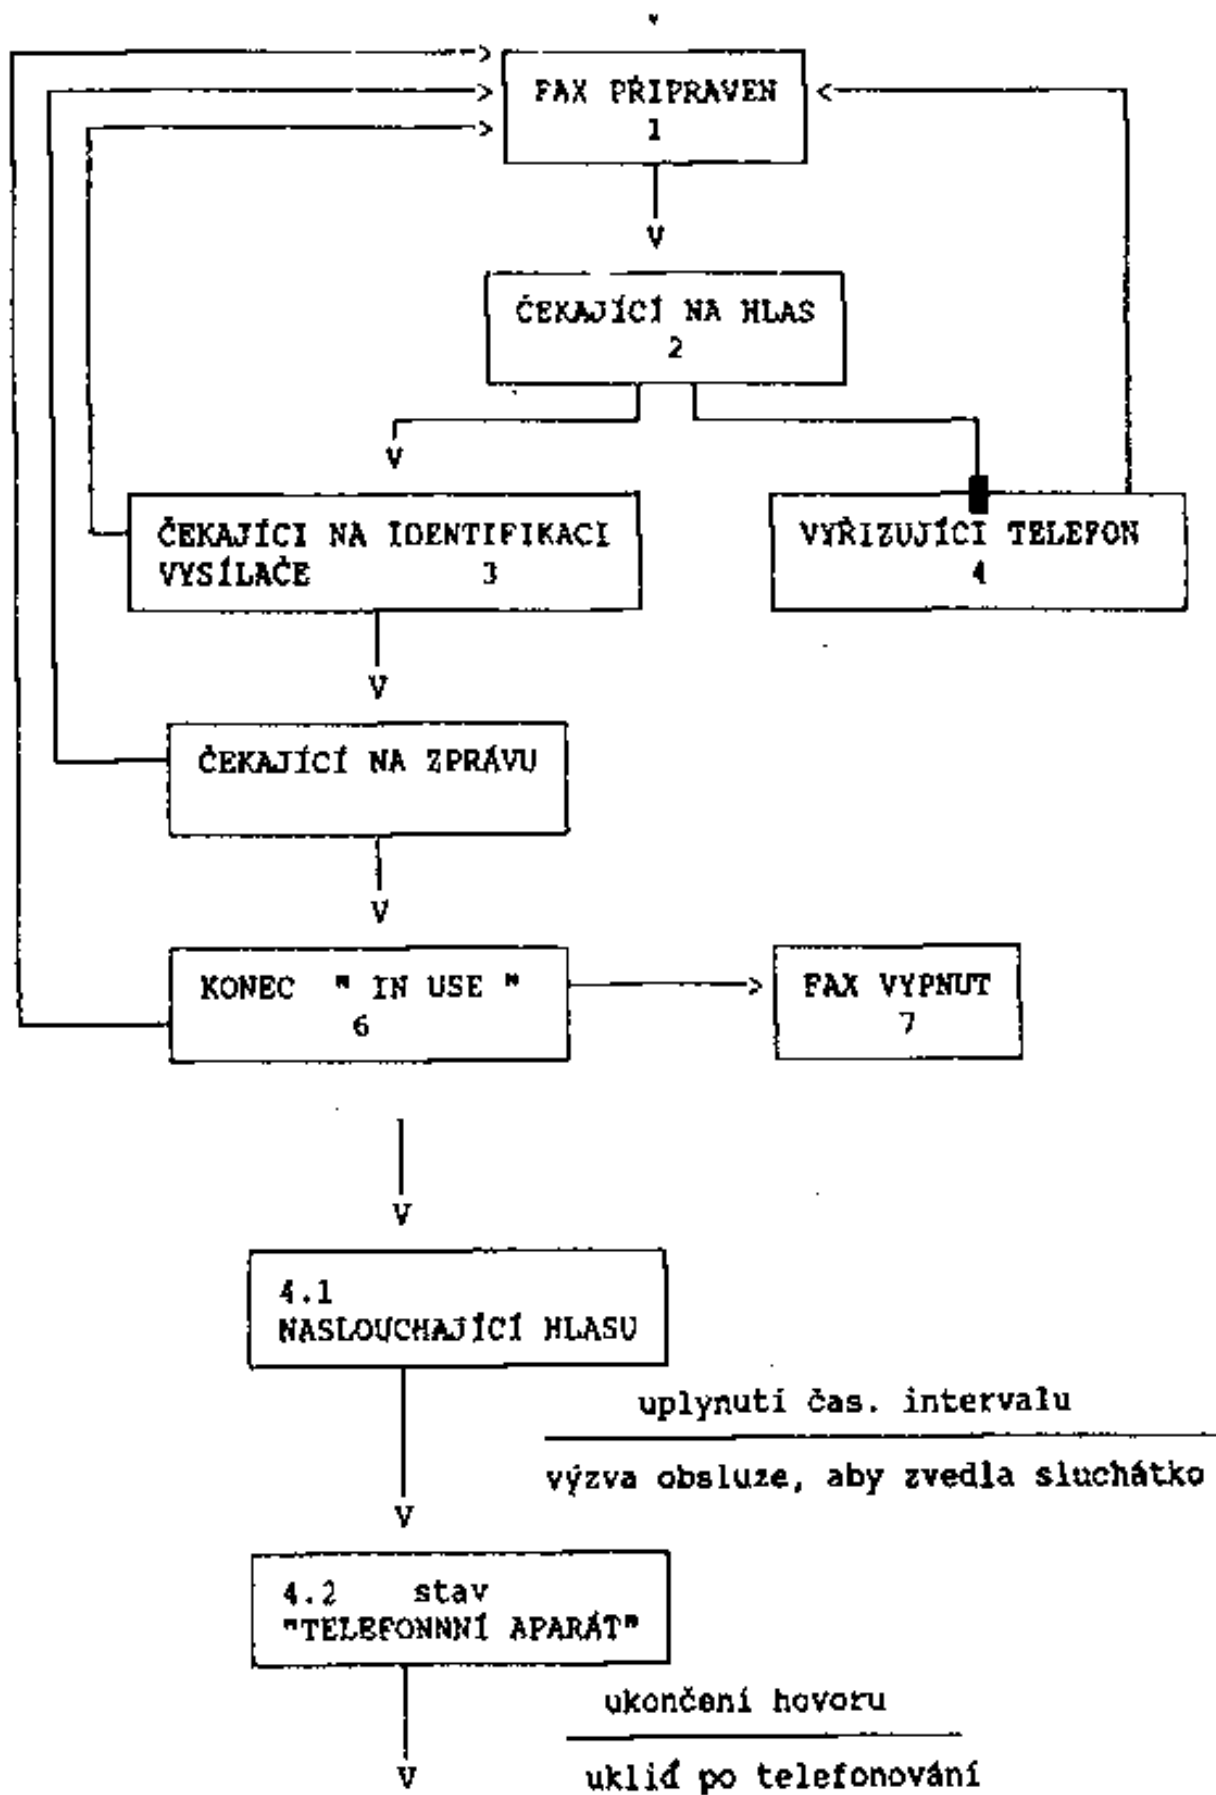 FAX PŘIPRAVEN
1
ČEKAJÍCÍ NA HLAS
2
ČEKAJÍCI NA IDENTIFIKACI
VYSÍLAČE 3
VYŘIZUJÍCÍ TELEFON
4
ČEKAJÍCÍ NA ZPRÁVU
KONEC " IN USE "
6
FAX VYPNUT
7
4.1
NASLOUCHAJÍCÍ HLASU
uplynutí čas. intervalu
výzva obsluze, aby zvedla sluchátko
4.2 stav
"TELEFONNNÍ APARÁT"
ukončení hovoru
ukliď po telefonování